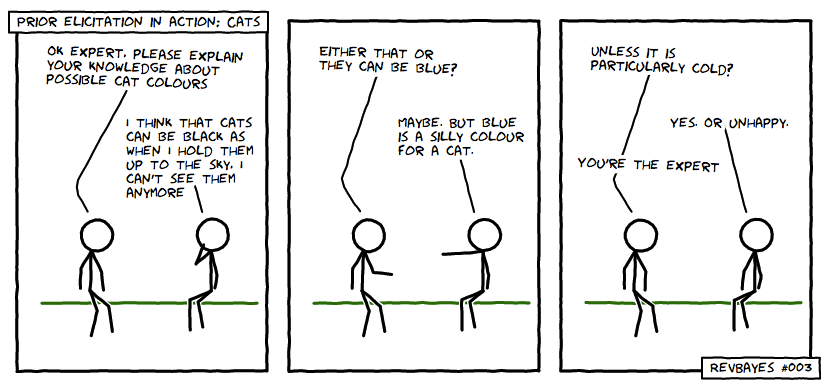 PRIOR ELICITATION IN ACTION: CATS
OK EXPERT, PLEASE EXPLAIN
YOUR KNOWLEDGE ABOUT
POSSIBLE CAT COLOURS
I THINK THAT CATS
CAN BE BLACK AS
WHEN I HOLD THEM
UP TO THE SKY, I
CAN'T SEE THEM
ANYMORE
EITHER THAT OR
THEY CAN BE BLUE?
MAYBE. BUT BLUE
IS A SILLY COLOUR
FOR A CAT.
UNLESS IT IS
PARTICULARLY COLD?
YES. OR UNHAPPY.
YOU'RE THE EXPERT
REVBAYES #003